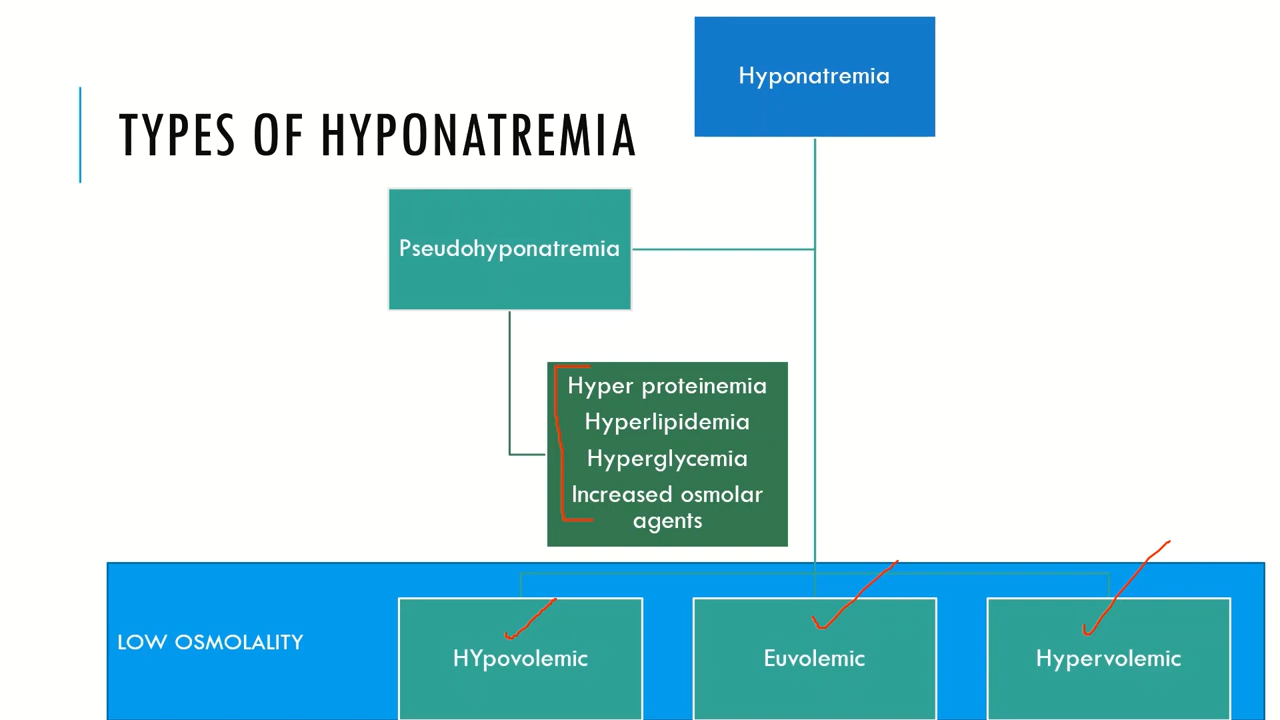 Hyponatremia
TYPES OF HYPONATREMIA
Pseudohyponatremia
Hyper proteinemia
Hyperlipidemia
Hyperglycemia
Increased osmolar
agents
LOW OSMOLALITY
HYpovolemic
Euvolemic
Hypervolemic